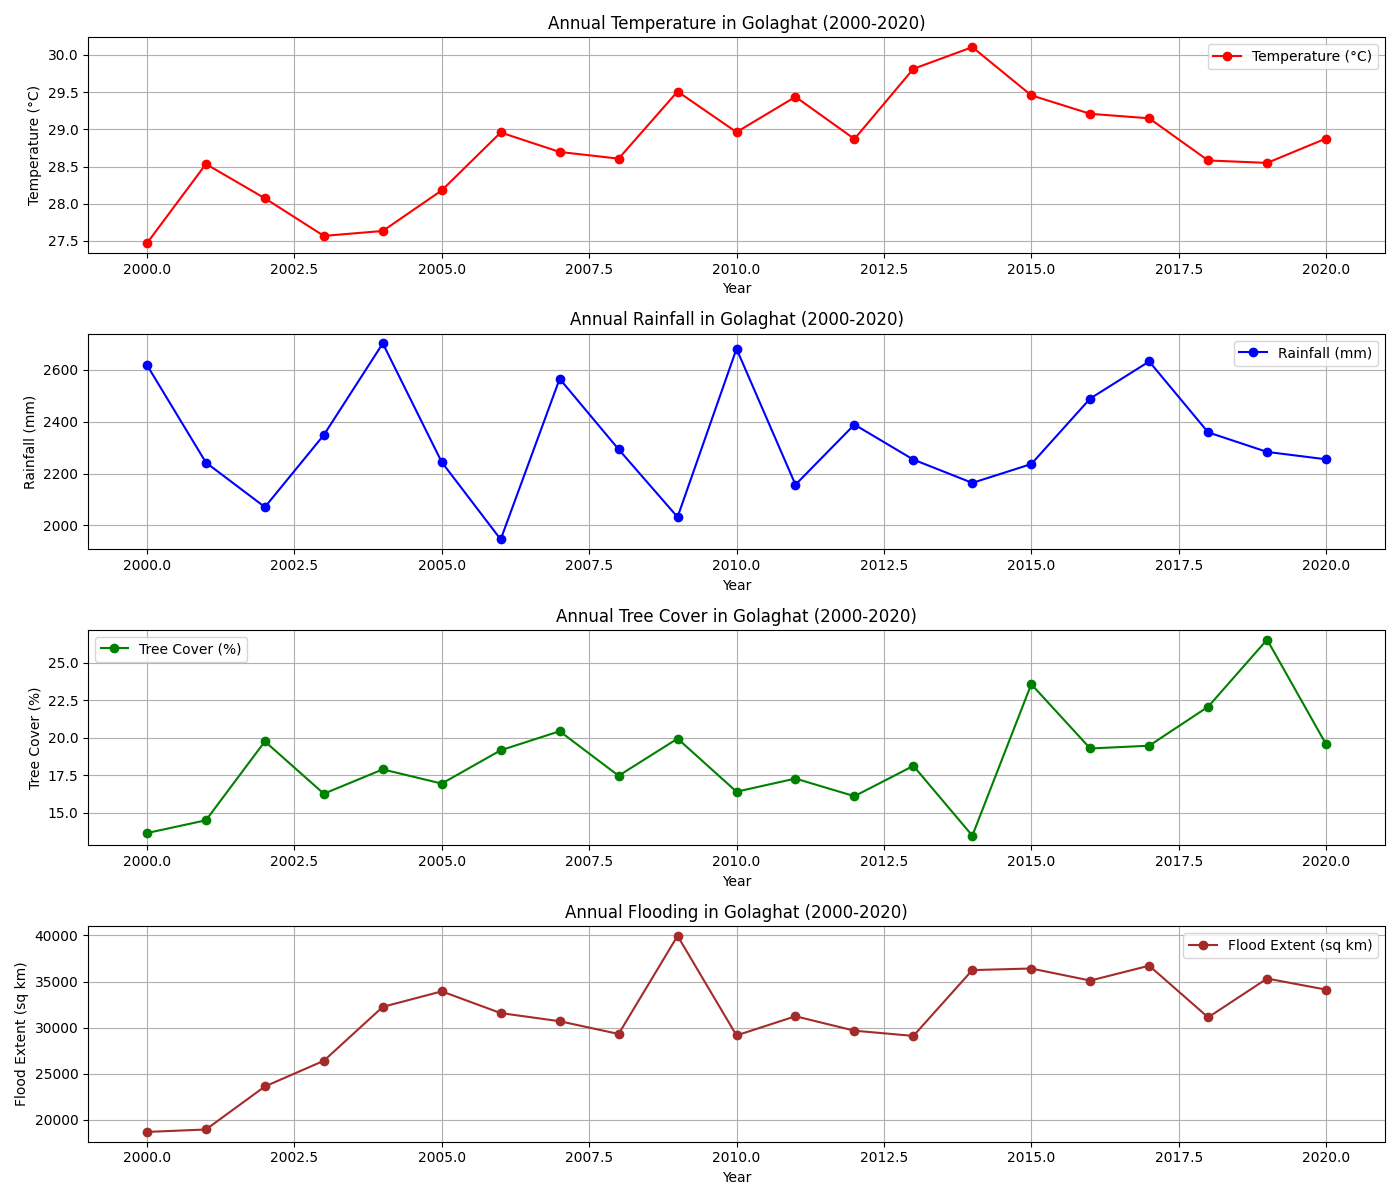 Annual Temperature in Golaghat (2000-2020)
Temperature (°C)
30.0
29.5
29.0
28.5
28.0
27.5
Temperature (°C)
2000.0 2002.5 2005.0 2007.5 2010.0 2012.5 2015.0 2017.5 2020.0
Year
Annual Rainfall in Golaghat (2000-2020)
Rainfall (mm)
2600
2400
2200
2000
Rainfall (mm)
2000.0 2002.5 2005.0 2007.5 2010.0 2012.5 2015.0 2017.5 2020.0
Year
Annual Tree Cover in Golaghat (2000-2020)
Tree Cover (%)
25.0
22.5
20.0
17.5
15.0
Tree Cover (%)
2000.0 2002.5 2005.0 2007.5 2010.0 2012.5 2015.0 2017.5 2020.0
Year
Annual Flooding in Golaghat (2000-2020)
Flood Extent (sq km)
40000
35000
30000
25000
20000
Flood Extent (sq km)
2000.0 2002.5 2005.0 2007.5 2010.0 2012.5 2015.0 2017.5 2020.0
Year